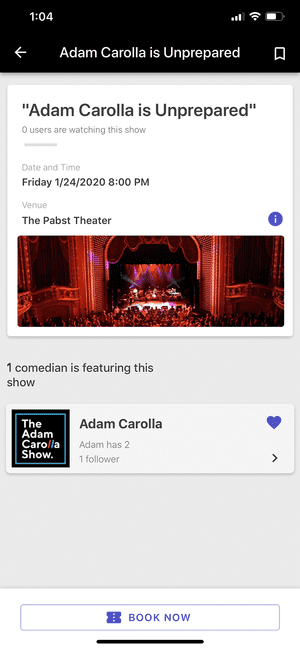 1:04
Adam Carolla is Unprepared
"Adam Carolla is Unprepared"
0 users are watching this show
Date and Time
Friday 1/24/2020 8:00 PM
Venue
The Pabst Theater
1 comedian is featuring this
show
The
Adam
Carolla
Show.
Adam Carolla
Adam has 2
1 follower
BOOK NOW